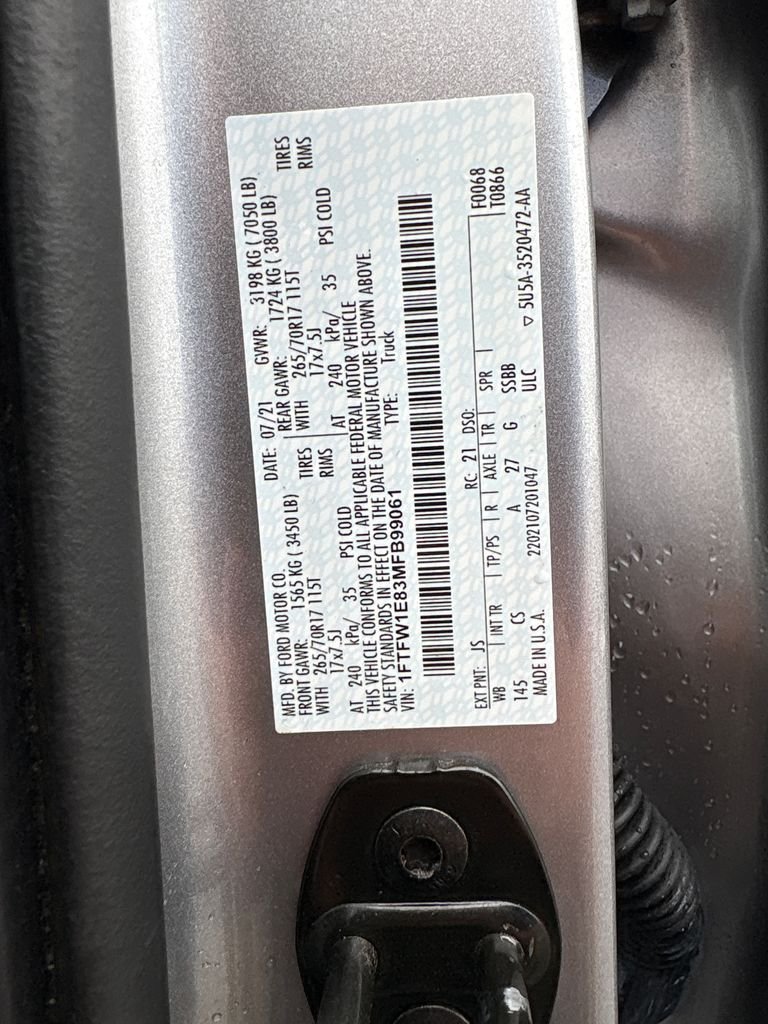 MFD. BY FORD MOTOR CO.
DATE: 07/21 GVWR: 3198 KG ( 7050 LB)
FRONT GAWR: 1565 KG ( 3450 LB) REAR GAWR: 1724 KG ( 3800 LB)
WITH 265/70R17 115T TIRES WITH 265/70R17 115T TIRES
17x7.5J RIMS 17x7.5J RIMS
AT 240 kPa/ 35 PSI COLD AT 240 kPa/ 35 PSI COLD
THIS VEHICLE CONFORMS TO ALL APPLICABLE FEDERAL MOTOR VEHICLE
SAFETY STANDARDS IN EFFECT ON THE DATE OF MANUFACTURE SHOWN ABOVE.
VIN: 1FTFW1E83MFB99061 TYPE: Truck
EXT PNT: JS RC: 21 DSO: F0068
WB INT TR TP/PS R AXLE TR SPR T0866
145 CS A 27 G SSBB
MADE IN U.S.A. 2202107201047 ULC ▽ 5U5A-3520472-AA